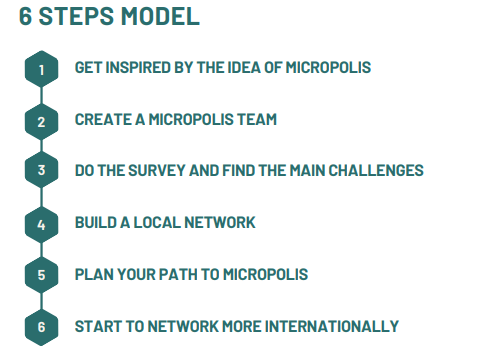 6 STEPS MODEL
1 GET INSPIRED BY THE IDEA OF MICROPOLIS
2 CREATE A MICROPOLIS TEAM
3 DO THE SURVEY AND FIND THE MAIN CHALLENGES
4 BUILD A LOCAL NETWORK
5 PLAN YOUR PATH TO MICROPOLIS
6 START TO NETWORK MORE INTERNATIONALLY